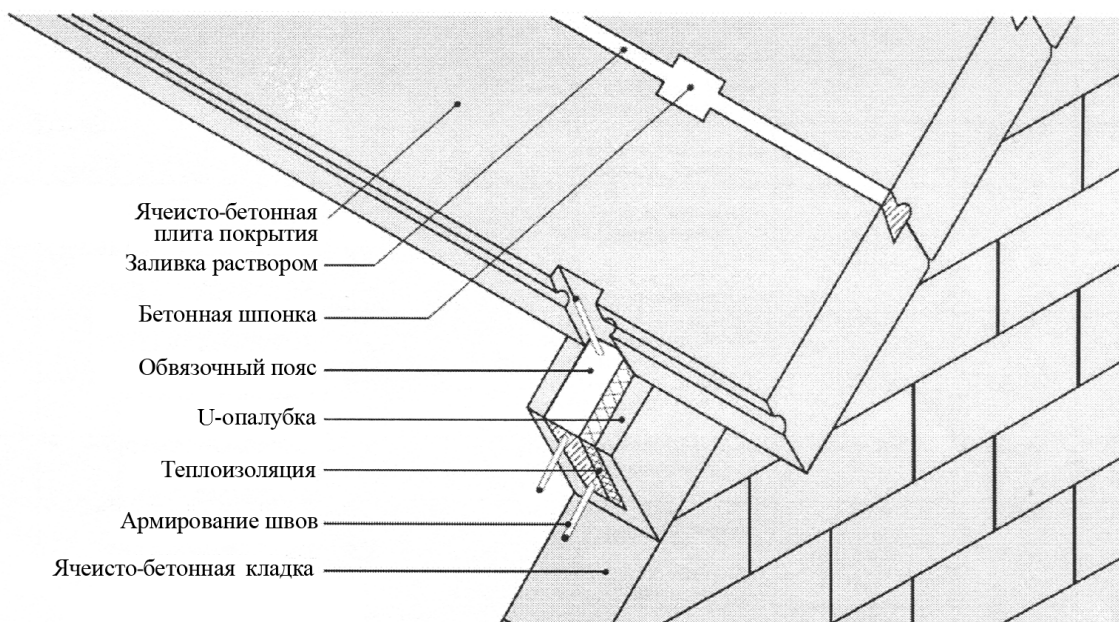 Ячеисто-бетонная
плита покрытия
Заливка раствором
Бетонная шпонка
Обвязочный пояс
U-опалубка
Теплоизоляция
Армирование швов
Ячеисто-бетонная кладка